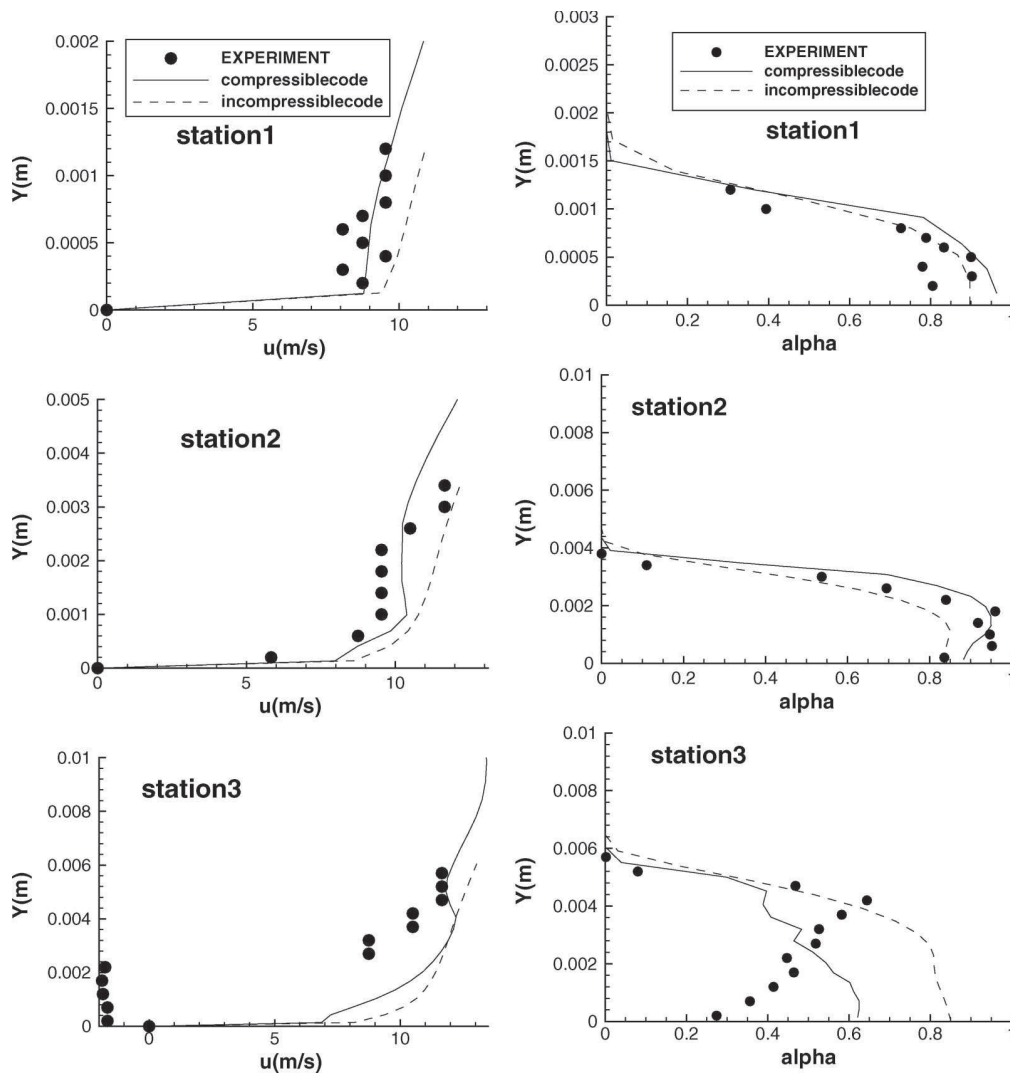 0.002
0.0015
0.001
0.0005
0
Y(m)
EXPERIMENT
compressiblecode
incompressiblecode
station1
0
5
10
u(m/s)
0.003
0.0025
0.002
0.0015
0.001
0.0005
0
Y(m)
EXPERIMENT
compressiblecode
incompressiblecode
station1
0
0.2
0.4
0.6
0.8
1
alpha
0.005
0.004
0.003
0.002
0.001
0
Y(m)
station2
0
5
10
u(m/s)
0.01
0.008
0.006
0.004
0.002
0
Y(m)
station2
0
0.2
0.4
0.6
0.8
1
alpha
0.01
0.008
0.006
0.004
0.002
0
Y(m)
station3
0
5
10
u(m/s)
0.01
0.008
0.006
0.004
0.002
0
Y(m)
station3
0
0.2
0.4
0.6
0.8
1
alpha